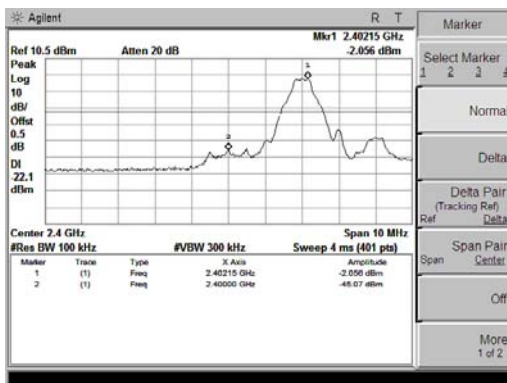 Agilent R T
Mkr1 2.40215 GHz
Ref 10.5 dBm Atten 20 dB -2.056 dBm
Peak
Log
10
dB/
Offst
0.5
dB
DI
-22.1
dBm
1
2
Center 2.4 GHz Span 10 MHz
#Res BW 100 kHz #VBW 300 kHz Sweep 4 ms (401 pts)
Marker Trace Type X Axis Amplitude
1 (1) Freq 2.40215 GHz -2.056 dBm
2 (1) Freq 2.40000 GHz -45.07 dBm
Marker
Select Marker
1 2 3 4
Norma
Delta
Delta Pair
(Tracking Ref)
Ref Delta
Span Pair
Span Center
Off
More
1 of 2